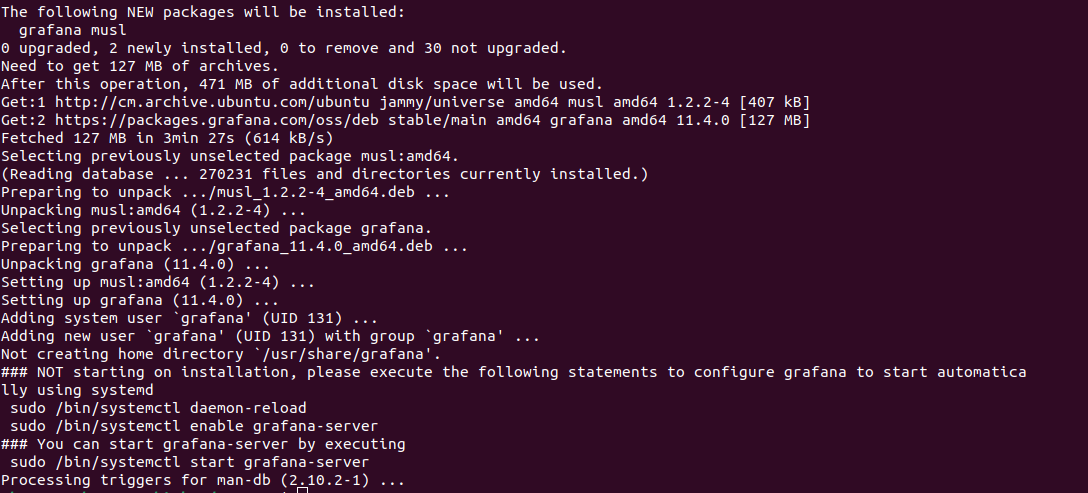 The following NEW packages will be installed:
  grafana musl
0 upgraded, 2 newly installed, 0 to remove and 30 not upgraded.
Need to get 127 MB of archives.
After this operation, 471 MB of additional disk space will be used.
Get:1 http://cm.archive.ubuntu.com/ubuntu jammy/universe amd64 musl amd64 1.2.2-4 [407 kB]
Get:2 https://packages.grafana.com/oss/deb stable/main amd64 grafana amd64 11.4.0 [127 MB]
Fetched 127 MB in 3min 27s (614 kB/s)
Selecting previously unselected package musl:amd64.
(Reading database ... 270231 files and directories currently installed.)
Preparing to unpack .../musl_1.2.2-4_amd64.deb ...
Unpacking musl:amd64 (1.2.2-4) ...
Selecting previously unselected package grafana.
Preparing to unpack .../grafana_11.4.0_amd64.deb ...
Unpacking grafana (11.4.0) ...
Setting up musl:amd64 (1.2.2-4) ...
Setting up grafana (11.4.0) ...
Adding system user `grafana' (UID 131) ...
Adding new user `grafana' (UID 131) with group `grafana' ...
Not creating home directory `/usr/share/grafana'.
### NOT starting on installation, please execute the following statements to configure grafana to start automatica
lly using systemd
 sudo /bin/systemctl daemon-reload
 sudo /bin/systemctl enable grafana-server
### You can start grafana-server by executing
 sudo /bin/systemctl start grafana-server
Processing triggers for man-db (2.10.2-1) ...